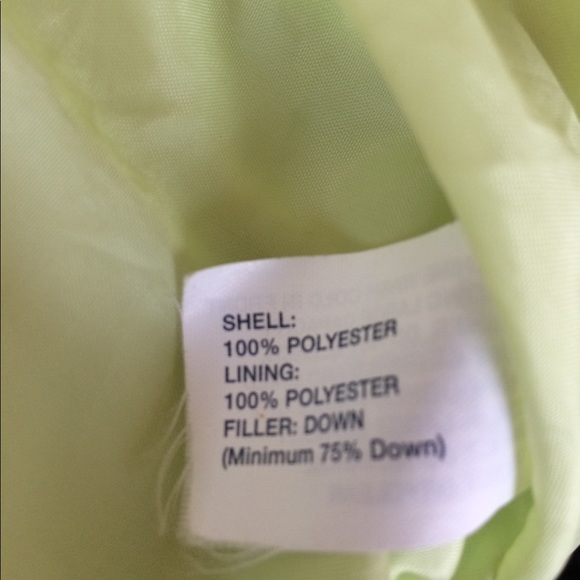 SHELL:
100% POLYESTER
LINING:
100% POLYESTER
FILLER: DOWN
(Minimum 75% Down)